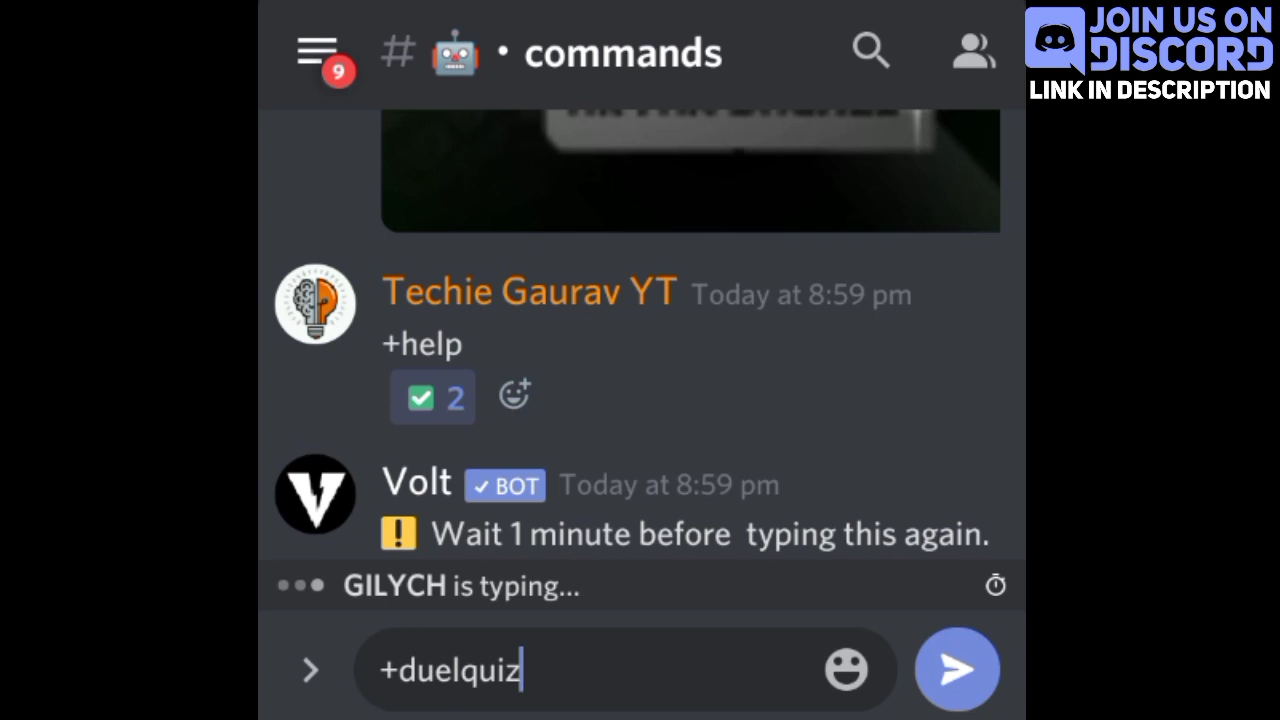 JOIN US ON
DISCORD
LINK IN DESCRIPTION
9
# 🤖 • commands
Techie Gaurav YT Today at 8:59 pm
+help
✅ 2
V
Volt ✓ BOT Today at 8:59 pm
! Wait 1 minute before typing this again.
GILYCH is typing...
+duelquiz